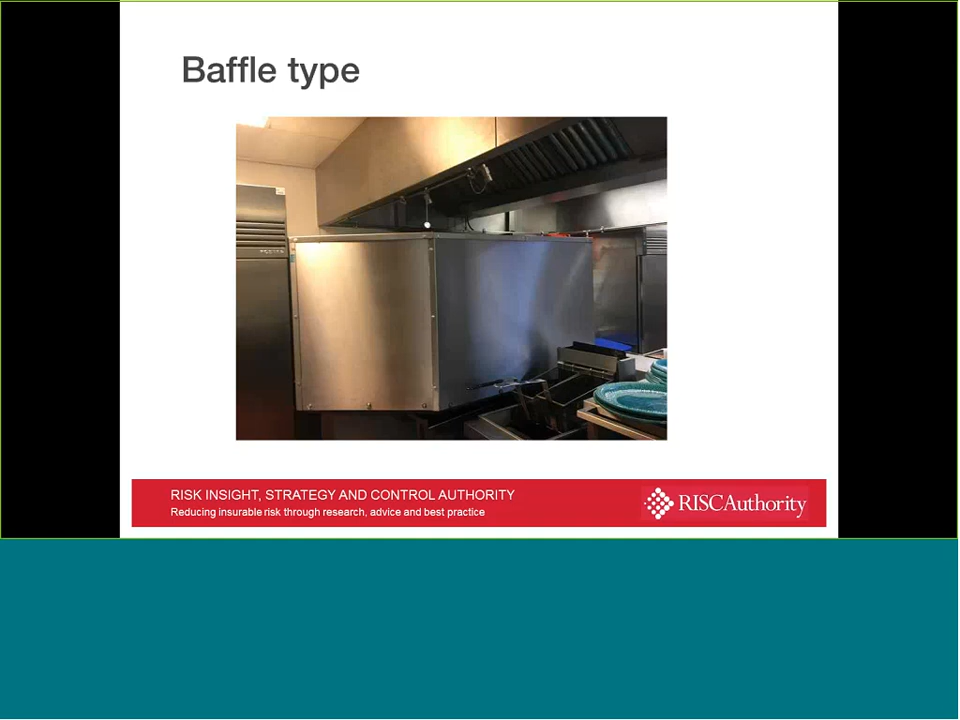 Baffle type
RISK INSIGHT, STRATEGY AND CONTROL AUTHORITY
Reducing insurable risk through research, advice and best practice
RISCAuthority